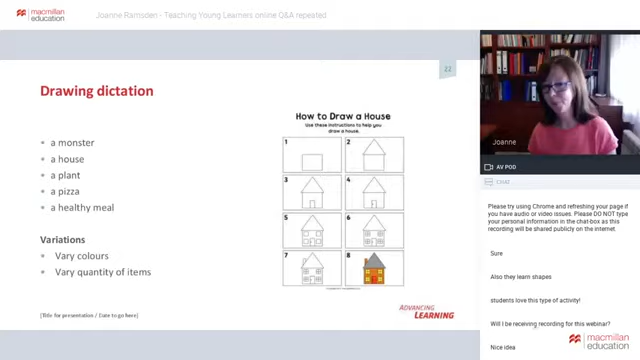 macmillan
education
Joanne Ramsden - Teaching Young Learners online Q&A repeated
22
Drawing dictation
a monster
a house
a plant
a pizza
a healthy meal
Variations
Vary colours
Vary quantity of items
How to Draw a House
Use these instructions to help you
draw a house.
1
2
3
4
5
6
7
8
[Title for presentation / Date to go here]
ADVANCING
LEARNING
Joanne
AV POD
CHAT
Please try using Chrome and refreshing your page if
you have audio or video issues. Please DO NOT type
your personal information in the chat-box as this
recording will be shared publicly on the internet.
Sure
Also they learn shapes
students love this type of activity!
Will I be receiving recording for this webinar?
Nice idea
macmillan
education